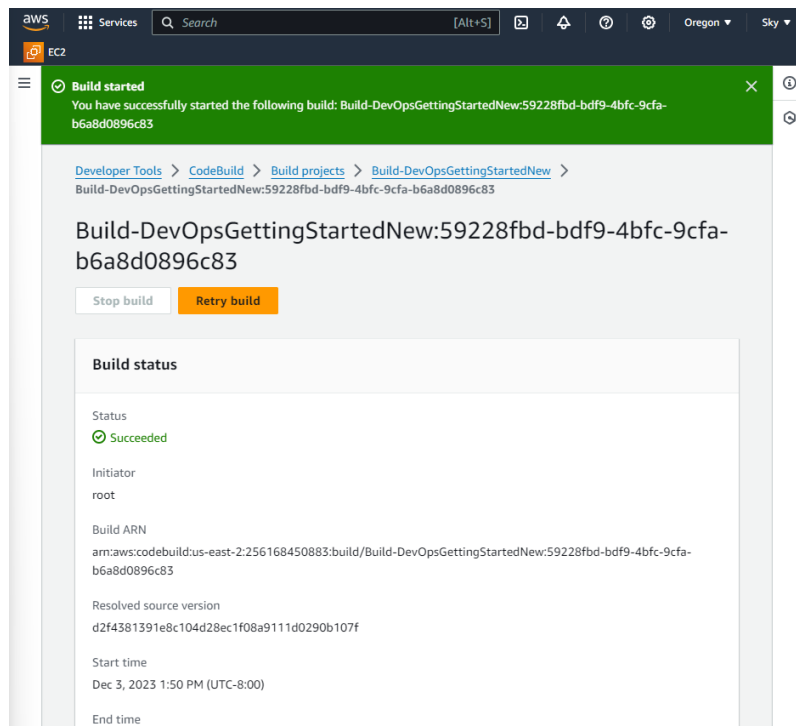 aws
Services
Search
[Alt+S]
Oregon
Sky
EC2
Build started
You have successfully started the following build: Build-DevOpsGettingStartedNew:59228fbd-bdf9-4bfc-9cfa-
b6a8d0896c83
Developer Tools > CodeBuild > Build projects > Build-DevOpsGettingStartedNew >
Build-DevOpsGettingStartedNew:59228fbd-bdf9-4bfc-9cfa-b6a8d0896c83
Build-DevOpsGettingStartedNew:59228fbd-bdf9-4bfc-9cfa-
b6a8d0896c83
Stop build
Retry build
Build status
Status
Succeeded
Initiator
root
Build ARN
arn:aws:codebuild:us-east-2:256168450883:build/Build-DevOpsGettingStartedNew:59228fbd-bdf9-4bfc-9cfa-
b6a8d0896c83
Resolved source version
d2f4381391e8c104d28ec1f08a9111d0290b107f
Start time
Dec 3, 2023 1:50 PM (UTC-8:00)
End time